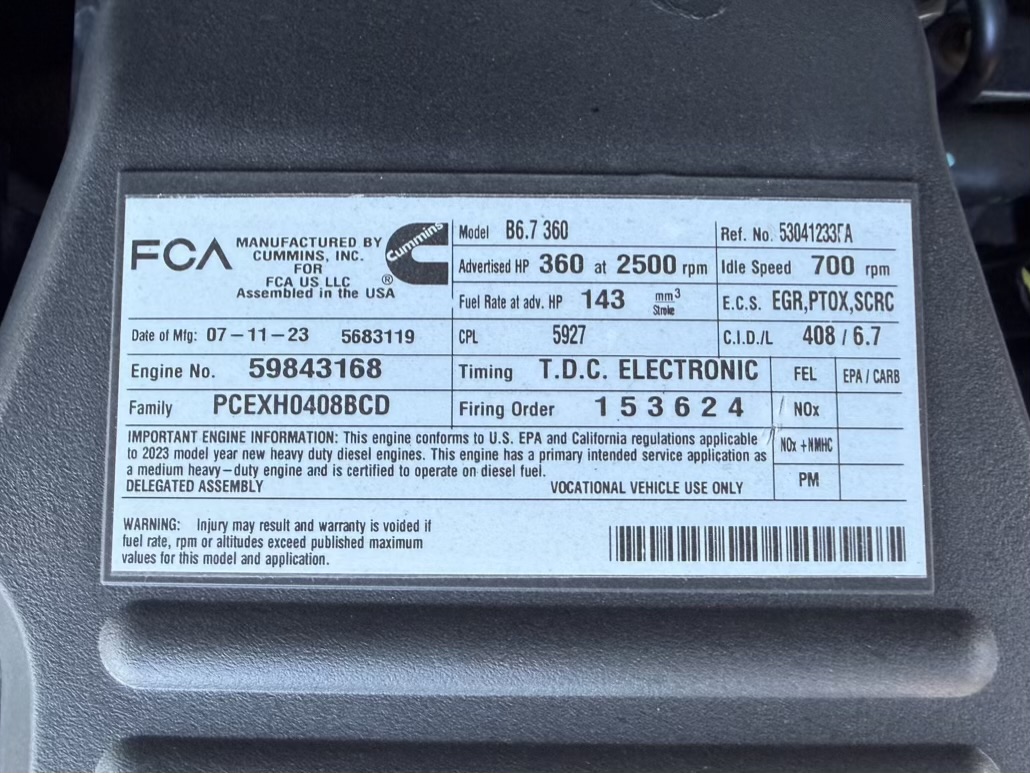 FCA
MANUFACTURED BY
CUMMINS, INC.
FOR
FCA US LLC
Assembled in the USA
Cummins ®
Model B6.7 360
Ref. No. 53041233FA
Advertised HP 360 at 2500 rpm
Idle Speed 700 rpm
Fuel Rate at adv. HP 143 mm3 Stroke
E.C.S. EGR,PTOX,SCRC
Date of Mfg: 07-11-23 5683119
CPL 5927
C.I.D./L 408 / 6.7
Engine No. 59843168
Timing T.D.C. ELECTRONIC
FEL EPA / CARB
Family PCEXH0408BCD
Firing Order 1 5 3 6 2 4
NOx
NOx +NMHC
PM
IMPORTANT ENGINE INFORMATION: This engine conforms to U.S. EPA and California regulations applicable
to 2023 model year new heavy duty diesel engines. This engine has a primary intended service application as
a medium heavy-duty engine and is certified to operate on diesel fuel.
DELEGATED ASSEMBLY VOCATIONAL VEHICLE USE ONLY
WARNING: Injury may result and warranty is voided if
fuel rate, rpm or altitudes exceed published maximum
values for this model and application.